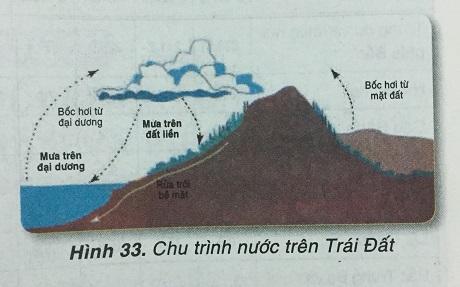 Bốc hơi từ
đại dương
Mưa trên
đại dương
Mưa trên
đất liền
Rửa trôi
bề mặt
Bốc hơi từ
mặt đất
Hình 33. Chu trình nước trên Trái Đất